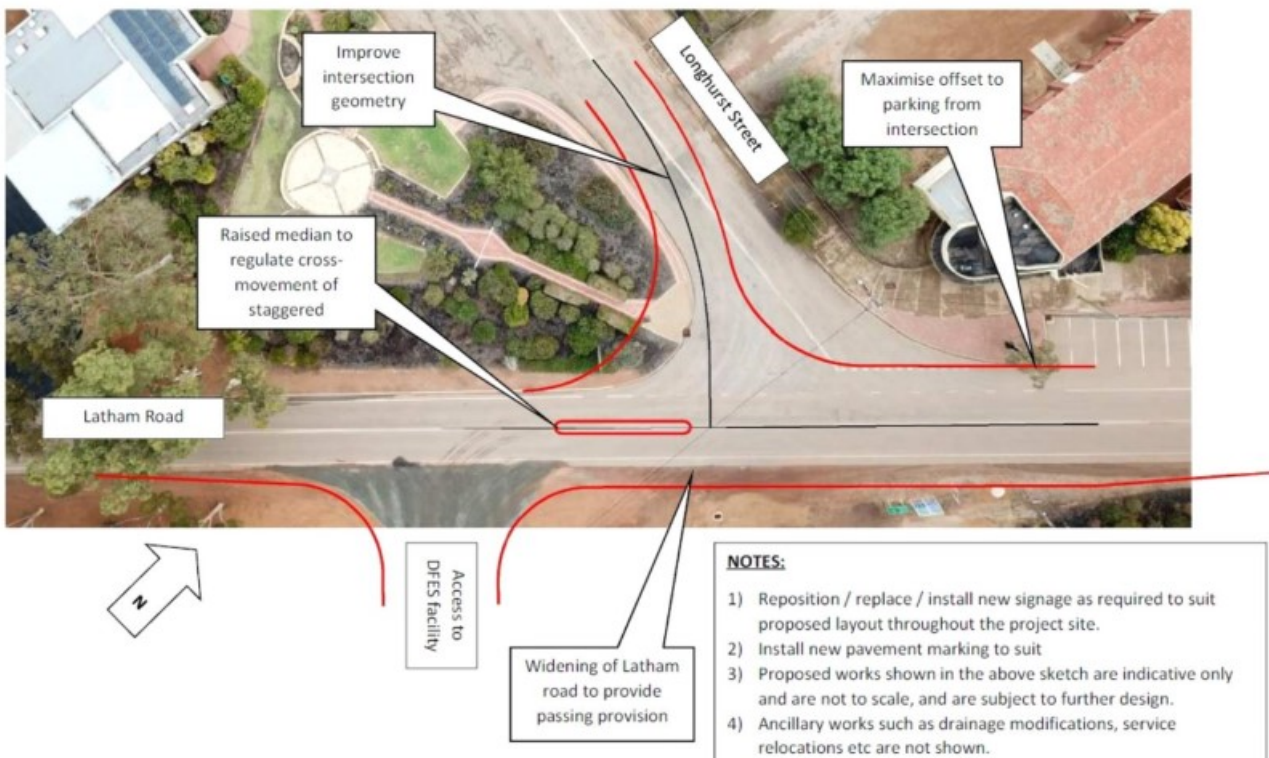 Improve
intersection
geometry
Longhurst Street
Maximise offset to
parking from
intersection
Raised median to
regulate cross-
movement of
staggered
Latham Road
N
Access to
DFES facility
Widening of Latham
road to provide
passing provision
NOTES:
1) Reposition / replace / install new signage as required to suit
proposed layout throughout the project site.
2) Install new pavement marking to suit
3) Proposed works shown in the above sketch are indicative only
and are not to scale, and are subject to further design.
4) Ancillary works such as drainage modifications, service
relocations etc are not shown.